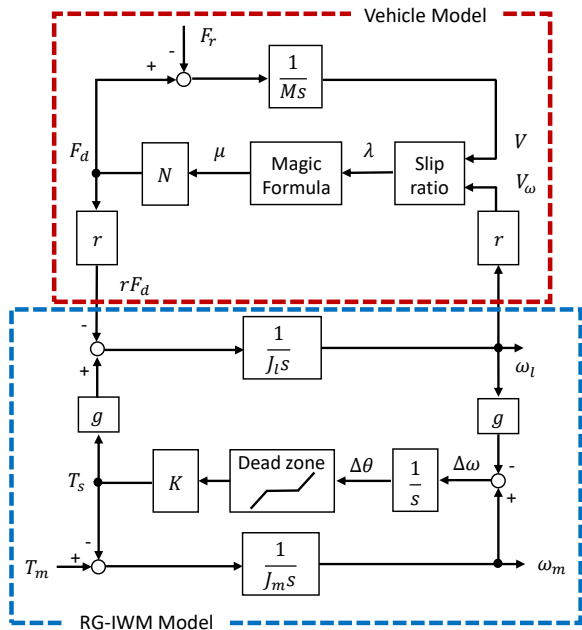 Vehicle Model
-
F_r
+
1
Ms
F_d
μ
λ
V
N
Magic
Formula
Slip
ratio
V_ω
r
r
rF_d
-
+
1
J_l s
ω_l
g
g
T_s
K
Dead zone
Δθ
1
s
Δω
-
+
-
T_m
+
1
J_m s
ω_m
RG-IWM Model